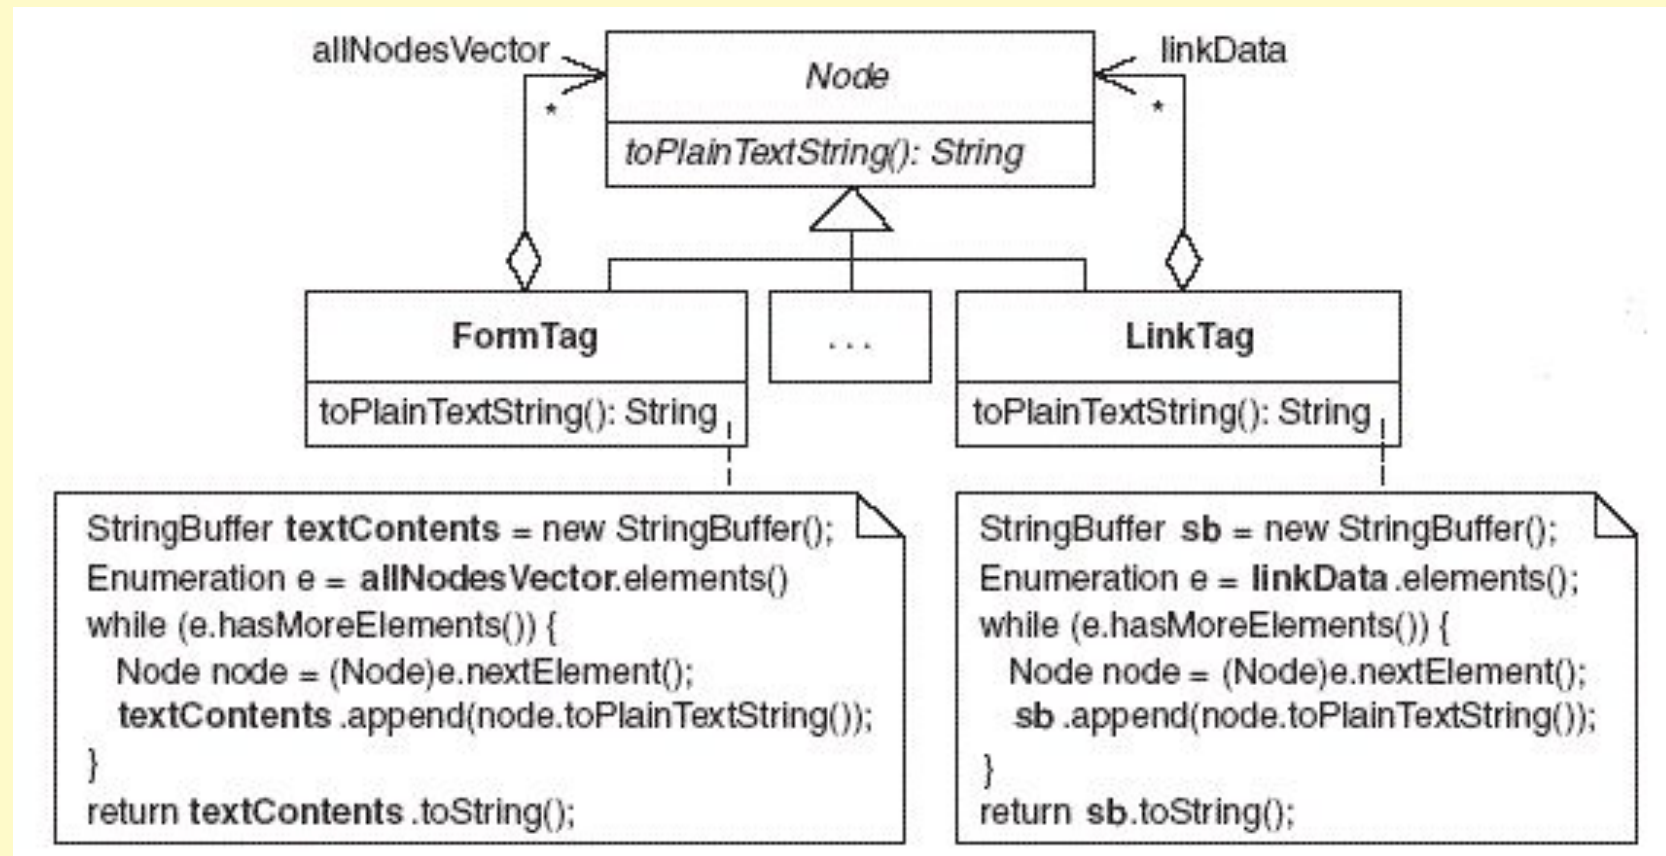 allNodesVector
Node
linkData
*
*
toPlainTextString(): String
FormTag
. . .
LinkTag
toPlainTextString(): String
toPlainTextString(): String
StringBuffer textContents = new StringBuffer();
Enumeration e = allNodesVector.elements()
while (e.hasMoreElements()) {
Node node = (Node)e.nextElement();
textContents .append(node.toPlainTextString());
}
return textContents .toString();
StringBuffer sb = new StringBuffer();
Enumeration e = linkData .elements();
while (e.hasMoreElements()) {
Node node = (Node)e.nextElement();
sb .append(node.toPlainTextString());
}
return sb.toString();